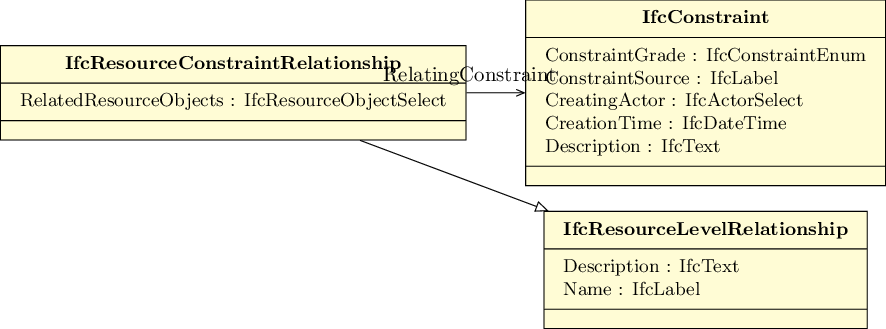 IfcResourceConstraintRelationship
RelatedResourceObjects : IfcResourceObjectSelect
RelatingConstraint
IfcConstraint
ConstraintGrade : IfcConstraintEnum
ConstraintSource : IfcLabel
CreatingActor : IfcActorSelect
CreationTime : IfcDateTime
Description : IfcText
IfcResourceLevelRelationship
Description : IfcText
Name : IfcLabel